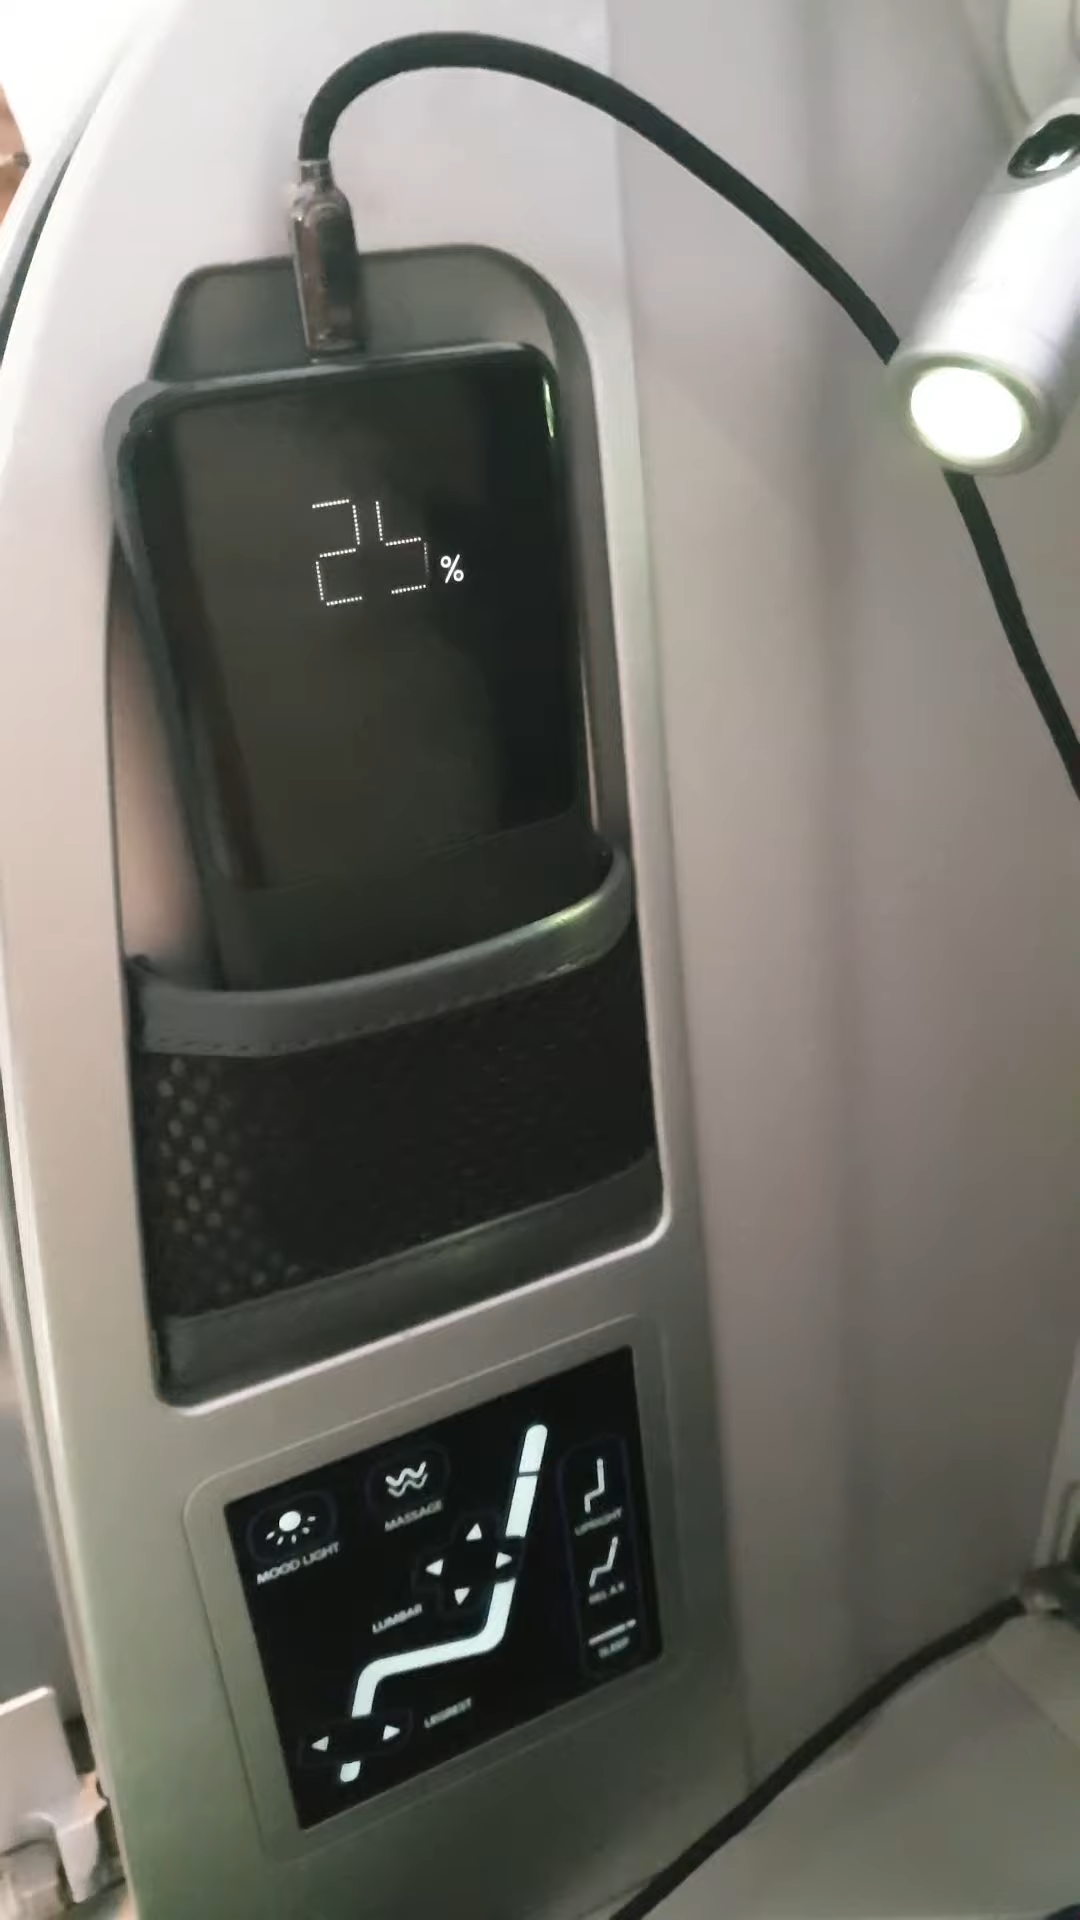 25%
MASSAGE
MOOD LIGHT
UPRIGHT
LUMBAR
RELAX
SLEEP
LEGREST